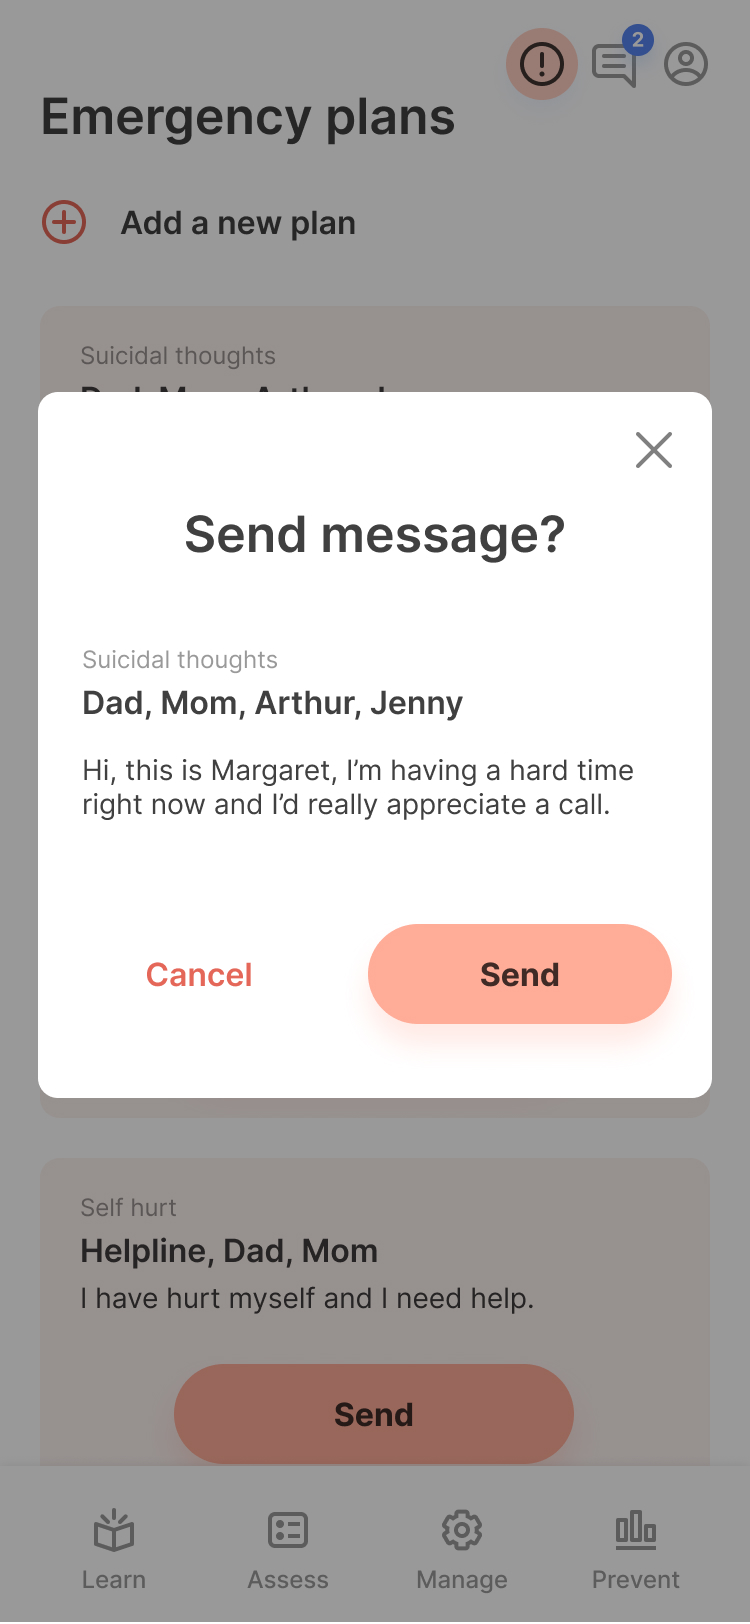 2
Emergency plans
Add a new plan
Suicidal thoughts
Send message?
Suicidal thoughts
Dad, Mom, Arthur, Jenny
Hi, this is Margaret, I’m having a hard time
right now and I’d really appreciate a call.
Cancel
Send
Self hurt
Helpline, Dad, Mom
I have hurt myself and I need help.
Send
Learn
Assess
Manage
Prevent